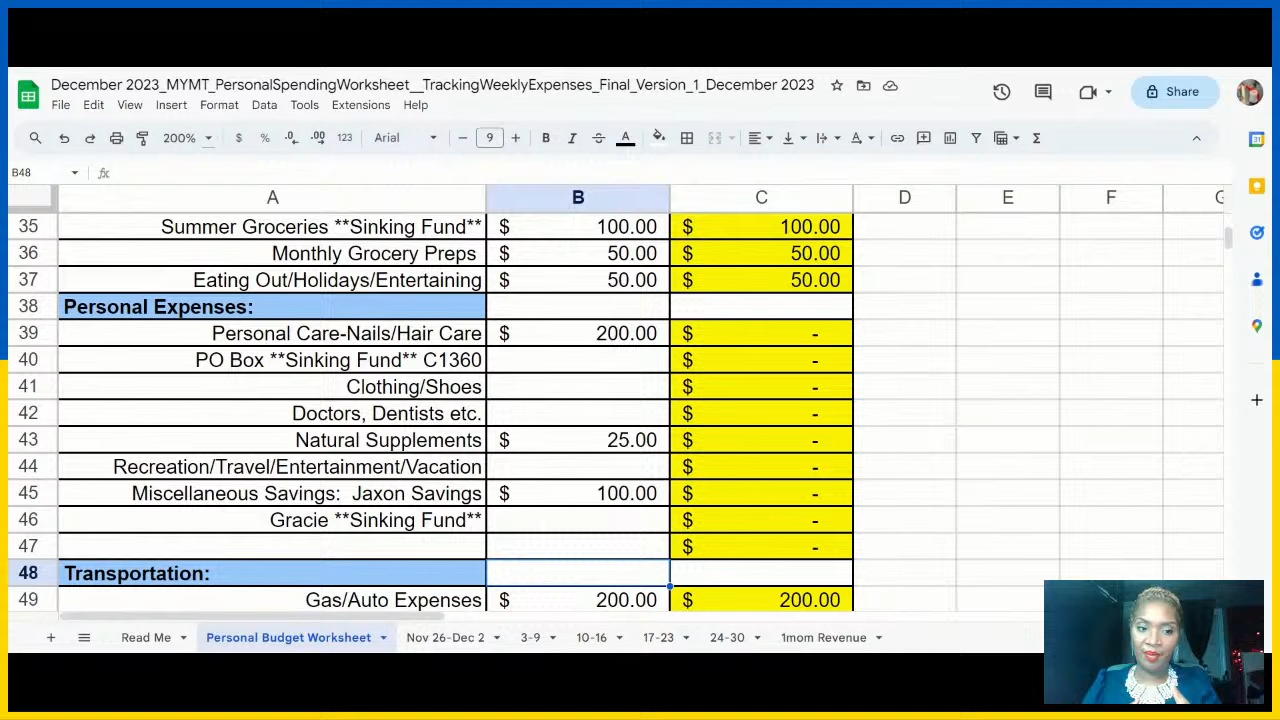 December 2023_MYMT_PersonalSpendingWorksheet__TrackingWeeklyExpenses_Final_Version_1_December 2023
Share
File Edit View Insert Format Data Tools Extensions Help
200% $ % .0 .00 123 Arial 9 B I S A Σ
B48 fx
A B C D E F G
35 Summer Groceries **Sinking Fund** $ 100.00 $ 100.00
36 Monthly Grocery Preps $ 50.00 $ 50.00
37 Eating Out/Holidays/Entertaining $ 50.00 $ 50.00
38 Personal Expenses:
39 Personal Care-Nails/Hair Care $ 200.00 $ -
40 PO Box **Sinking Fund** C1360 $ -
41 Clothing/Shoes $ -
42 Doctors, Dentists etc. $ -
43 Natural Supplements $ 25.00 $ -
44 Recreation/Travel/Entertainment/Vacation $ -
45 Miscellaneous Savings: Jaxon Savings $ 100.00 $ -
46 Gracie **Sinking Fund** $ -
47 $ -
48 Transportation:
49 Gas/Auto Expenses $ 200.00 $ 200.00
Read Me Personal Budget Worksheet Nov 26-Dec 2 3-9 10-16 17-23 24-30 1mom Revenue